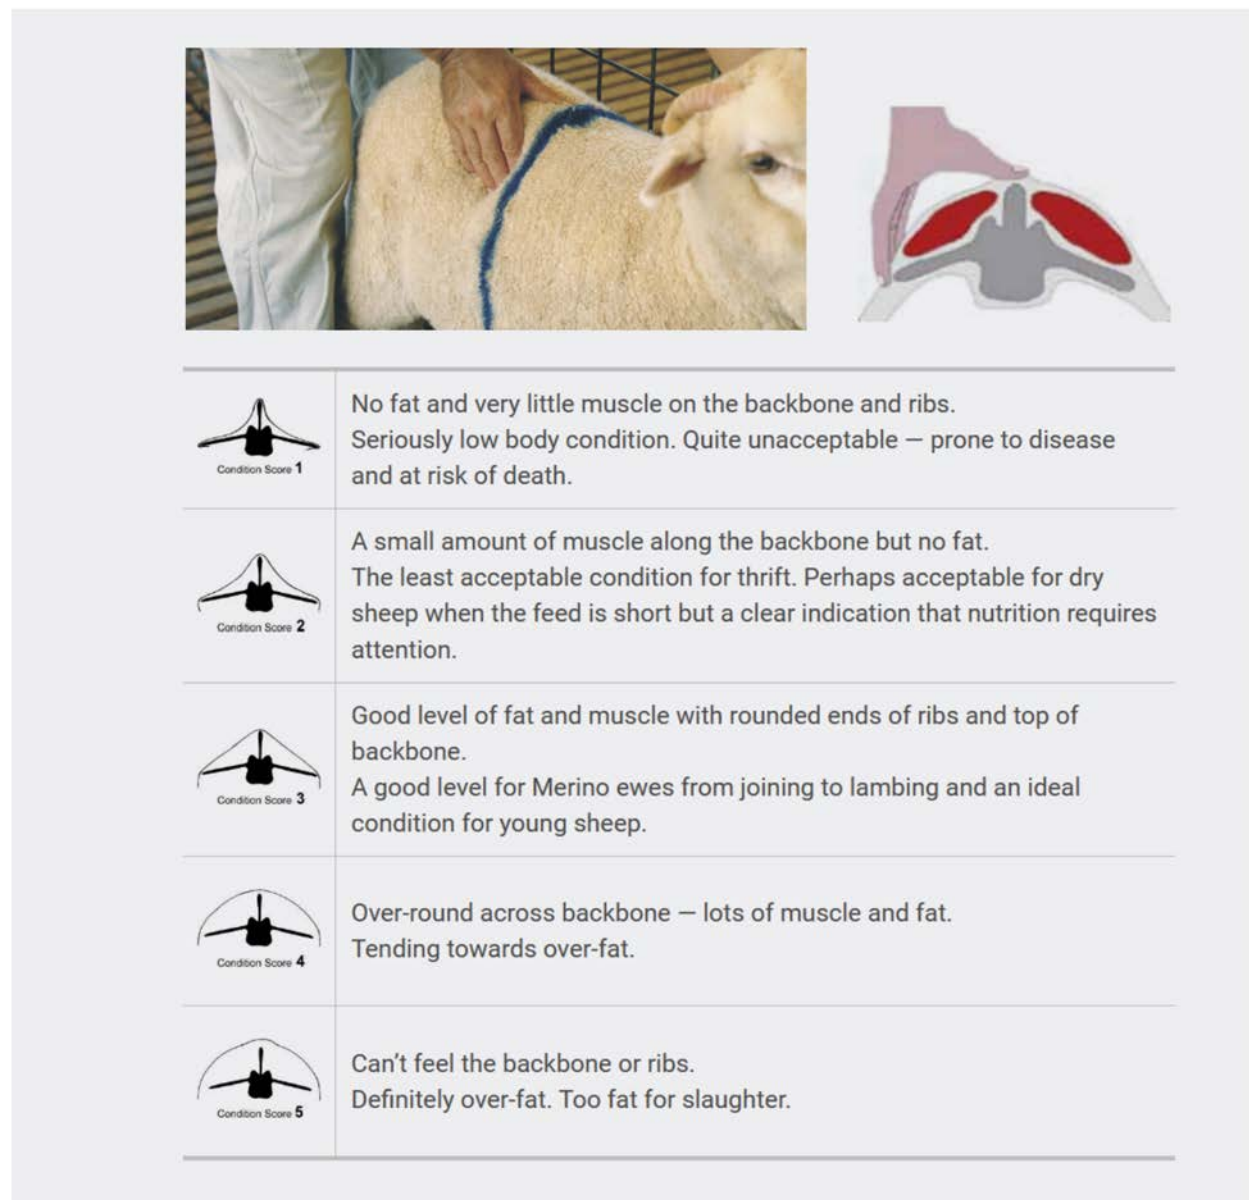 Condition Score 1
No fat and very little muscle on the backbone and ribs.
Seriously low body condition. Quite unacceptable — prone to disease
and at risk of death.
Condition Score 2
A small amount of muscle along the backbone but no fat.
The least acceptable condition for thrift. Perhaps acceptable for dry
sheep when the feed is short but a clear indication that nutrition requires
attention.
Condition Score 3
Good level of fat and muscle with rounded ends of ribs and top of
backbone.
A good level for Merino ewes from joining to lambing and an ideal
condition for young sheep.
Condition Score 4
Over-round across backbone — lots of muscle and fat.
Tending towards over-fat.
Condition Score 5
Can't feel the backbone or ribs.
Definitely over-fat. Too fat for slaughter.